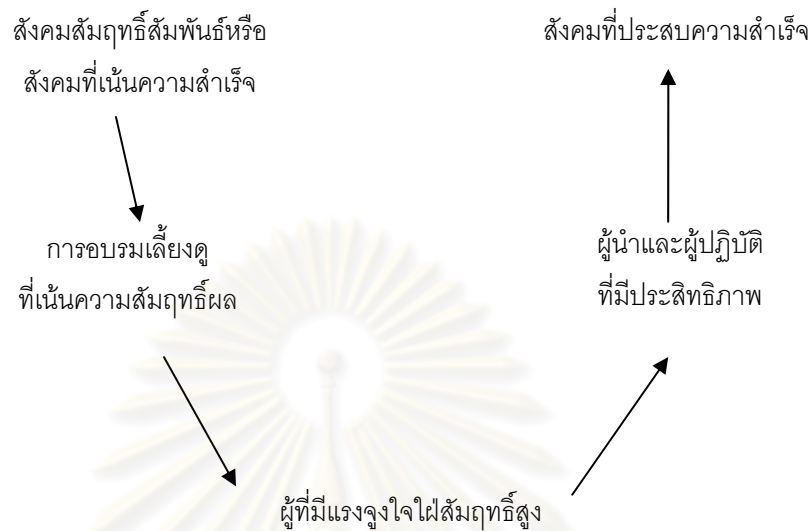 สังคมสัมฤทธิ์สัมพันธ์หรือ
สังคมที่เน้นความสำเร็จ
การอบรมเลี้ยงดู
ที่เน้นความสัมฤทธิ์ผล
ผู้ที่มีแรงจูงใจใฝ่สัมฤทธิ์สูง
ผู้นำและผู้ปฏิบัติ
ที่มีประสิทธิภาพ
สังคมที่ประสบความสำเร็จ